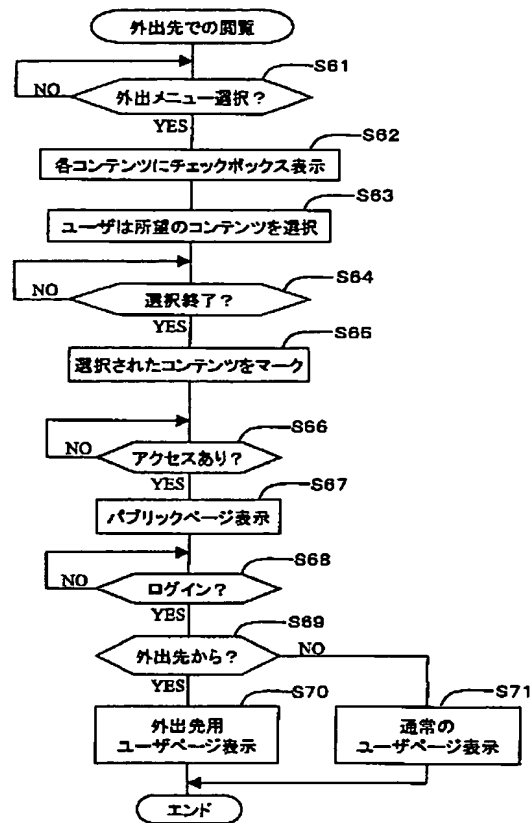 外出先での閲覧
S61
外出メニュー選択?
NO
YES
S62
各コンテンツにチェックボックス表示
S63
ユーザは所望のコンテンツを選択
S64
選択終了?
NO
YES
S65
選択されたコンテンツをマーク
S66
アクセスあり?
NO
YES
S67
パブリックページ表示
S68
ログイン?
NO
YES
S69
外出先から?
NO
YES
S70
外出先用
ユーザページ表示
S71
通常の
ユーザページ表示
エンド